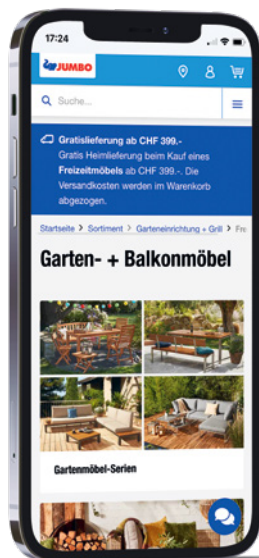 17:24
JUMBO
Suche...
Gratislieferung ab CHF 399.-
Gratis Heimlieferung beim Kauf eines
Freizeitmöbels ab CHF 399.-. Die
Versandkosten werden im Warenkorb
abgezogen.
Startseite > Sortiment > Garteneinrichtung + Grill > Fre
Garten- + Balkonmöbel
Gartenmöbel-Serien